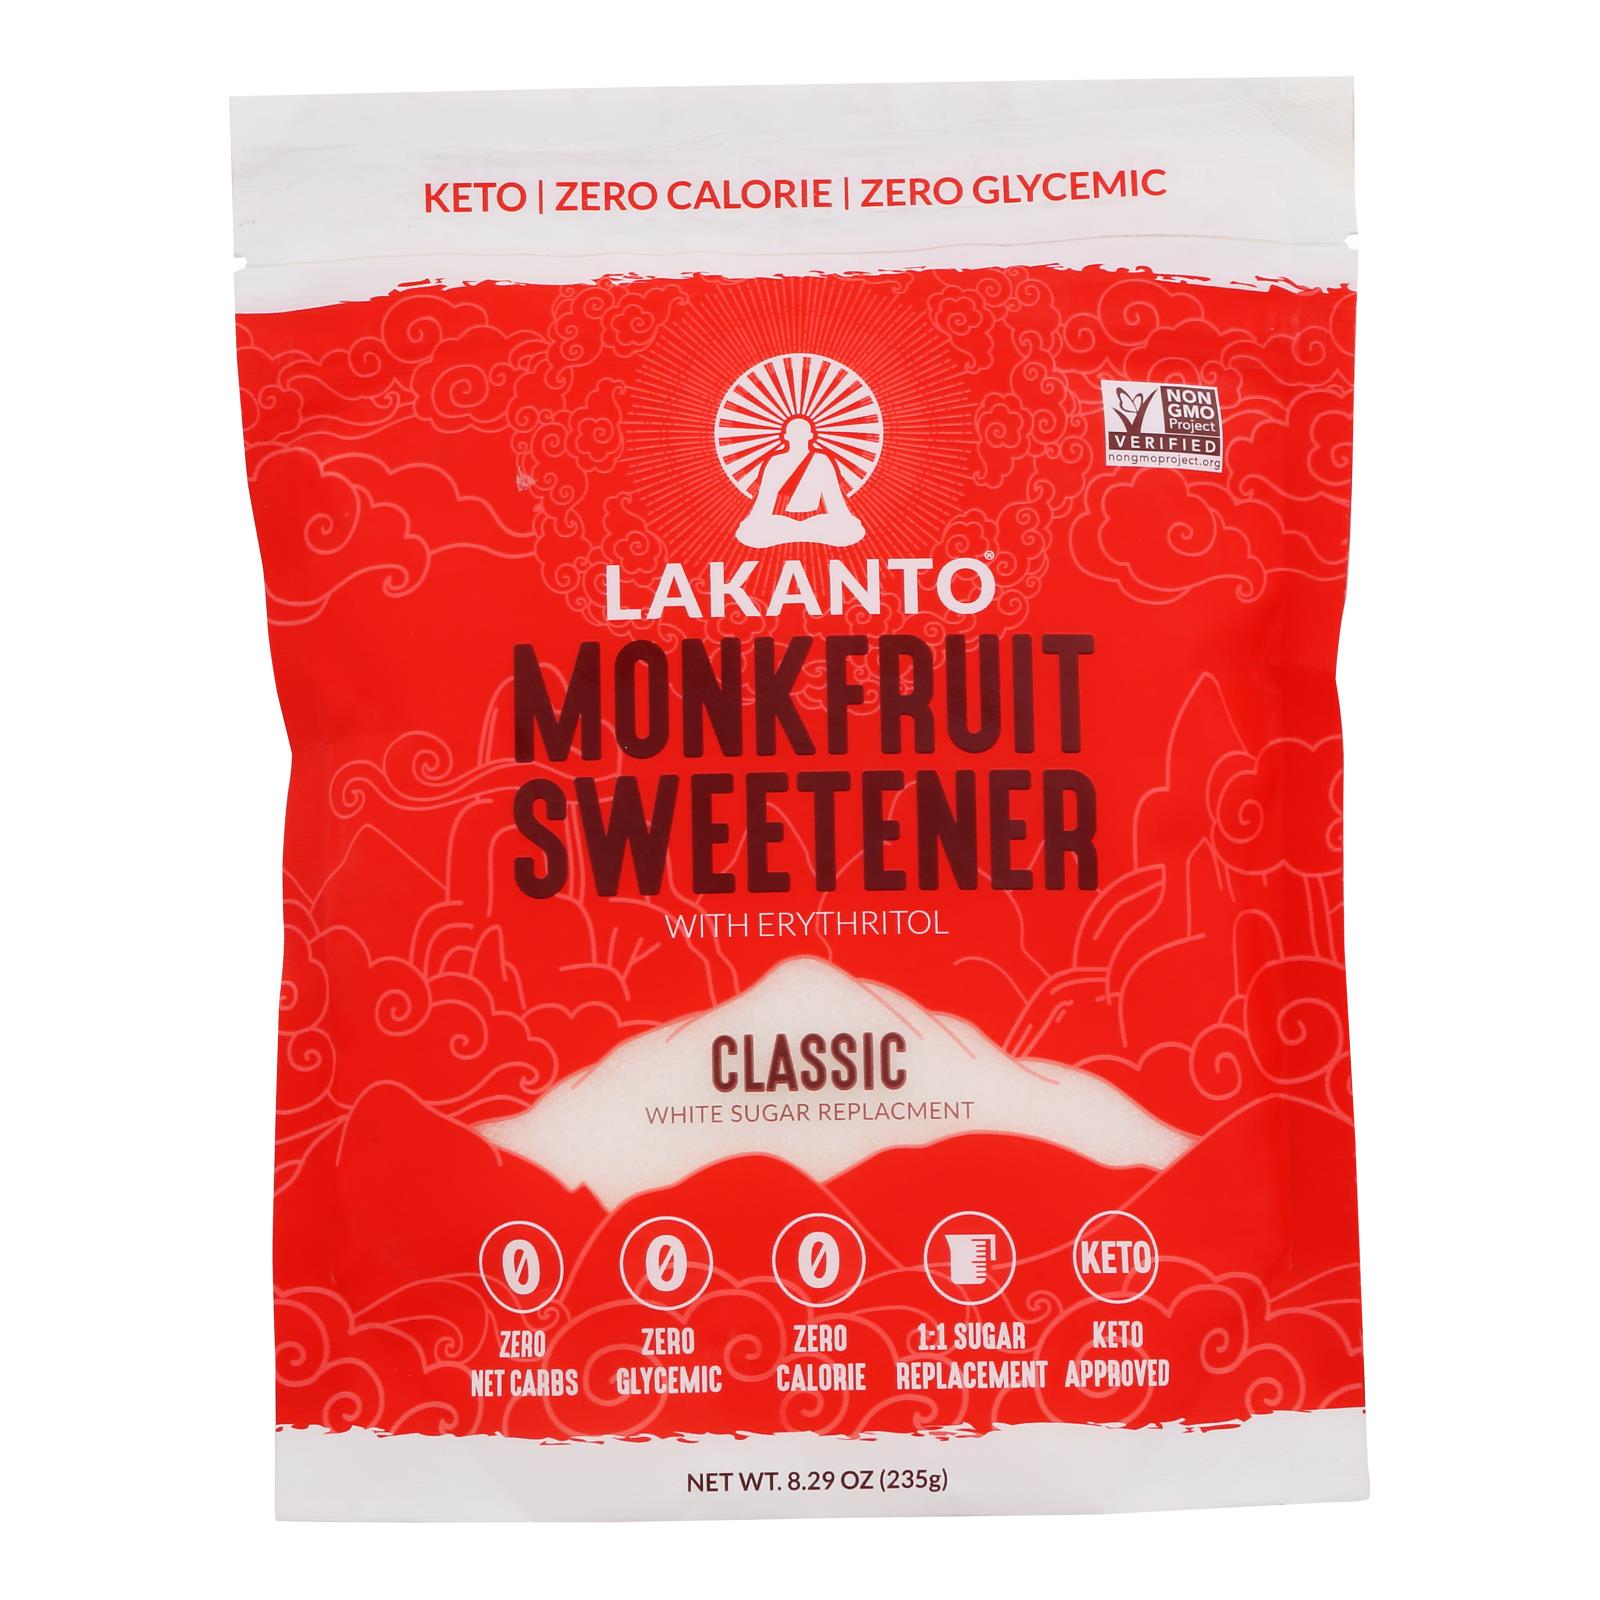 KETO | ZERO CALORIE | ZERO GLYCEMIC
NON
GMO
Project
VERIFIED
nongmoproject.org
LAKANTO®
MONKFRUIT
SWEETENER
WITH ERYTHRITOL
CLASSIC
WHITE SUGAR REPLACMENT
0
ZERO
NET CARBS
0
ZERO
GLYCEMIC
0
ZERO
CALORIE
1:1 SUGAR
REPLACEMENT
KETO
KETO
APPROVED
NET WT. 8.29 OZ (235g)